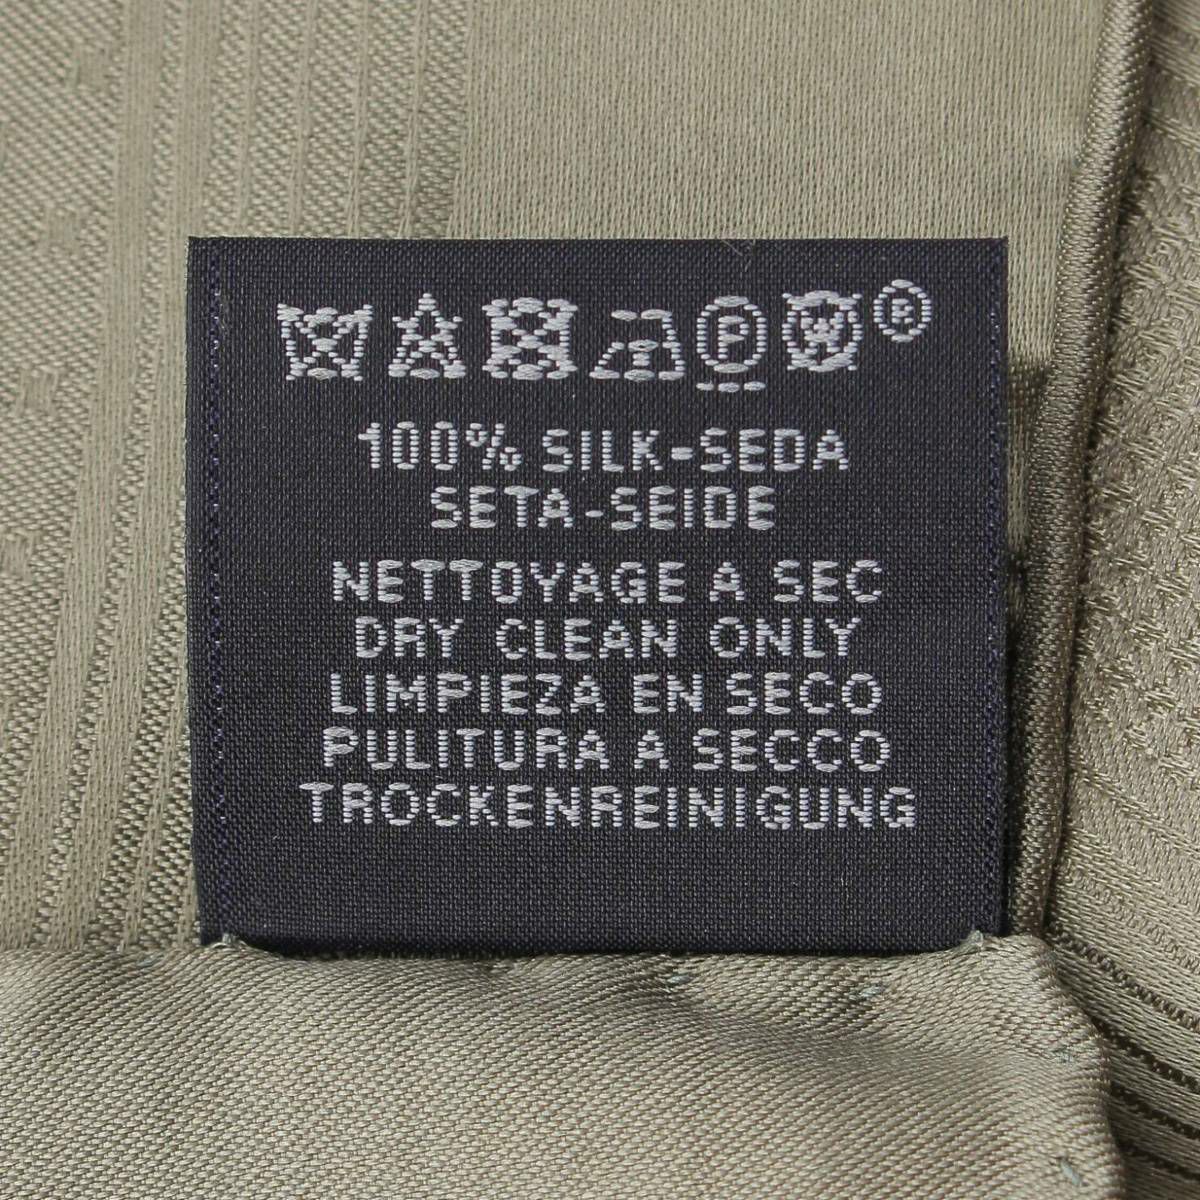 P W ®
100% SILK-SEDA
SETA-SEIDE
NETTOYAGE A SEC
DRY CLEAN ONLY
LIMPIEZA EN SECO
PULITURA A SECCO
TROCKENREINIGUNG